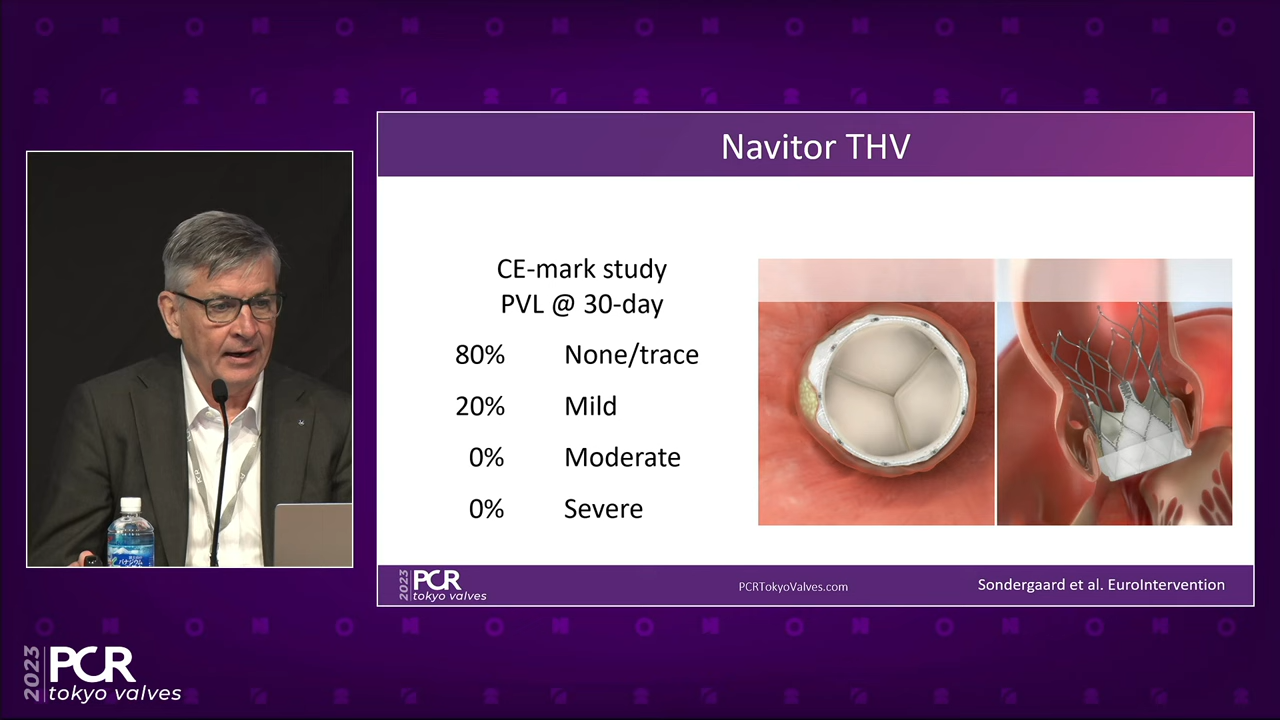 Navitor THV
CE-mark study
PVL @ 30-day
80% None/trace
20% Mild
0% Moderate
0% Severe
2023 PCR
tokyo valves
PCRTokyoValves.com
Sondergaard et al. EuroIntervention
2023 PCR
tokyo valves